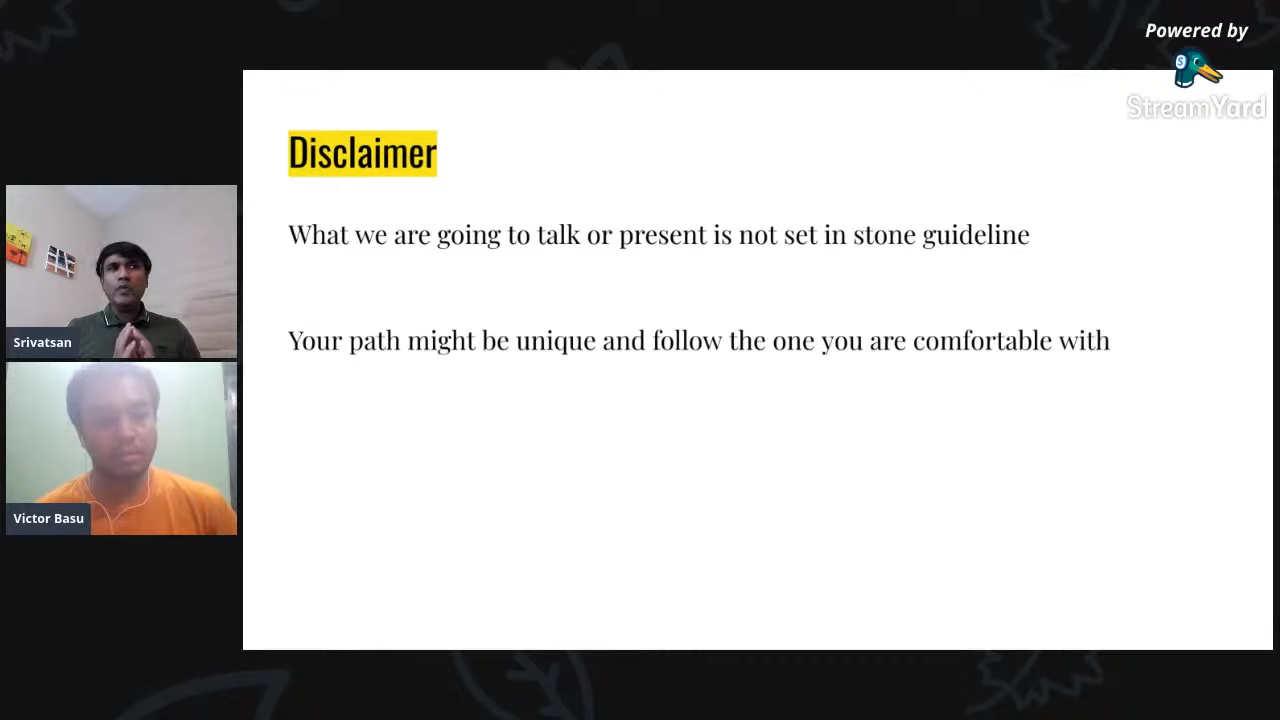 Powered by
StreamYard
Disclaimer
What we are going to talk or present is not set in stone guideline
Your path might be unique and follow the one you are comfortable with
Srivatsan
Victor Basu